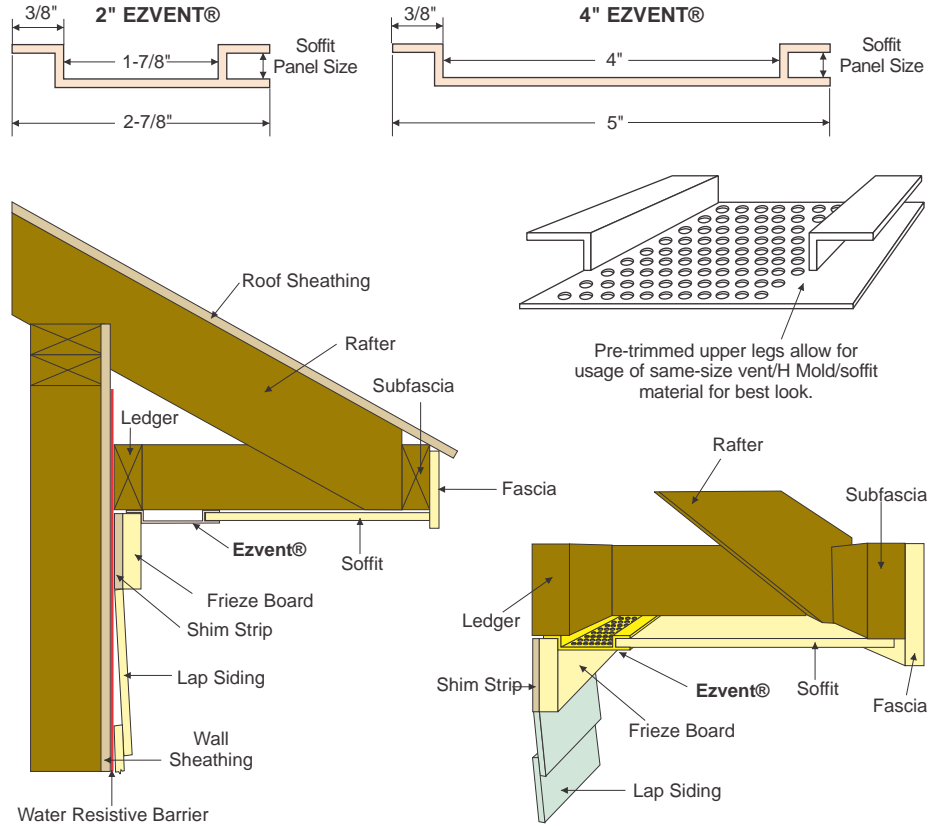 3/8"
2" EZVENT®
1-7/8"
Soffit
Panel Size
2-7/8"
3/8"
4" EZVENT®
4"
Soffit
Panel Size
5"
Pre-trimmed upper legs allow for
usage of same-size vent/H Mold/soffit
material for best look.
Roof Sheathing
Rafter
Subfascia
Ledger
Fascia
Ezvent®
Soffit
Frieze Board
Shim Strip
Lap Siding
Wall
Sheathing
Water Resistive Barrier
Rafter
Subfascia
Ledger
Shim Strip
Ezvent®
Soffit
Fascia
Frieze Board
Lap Siding